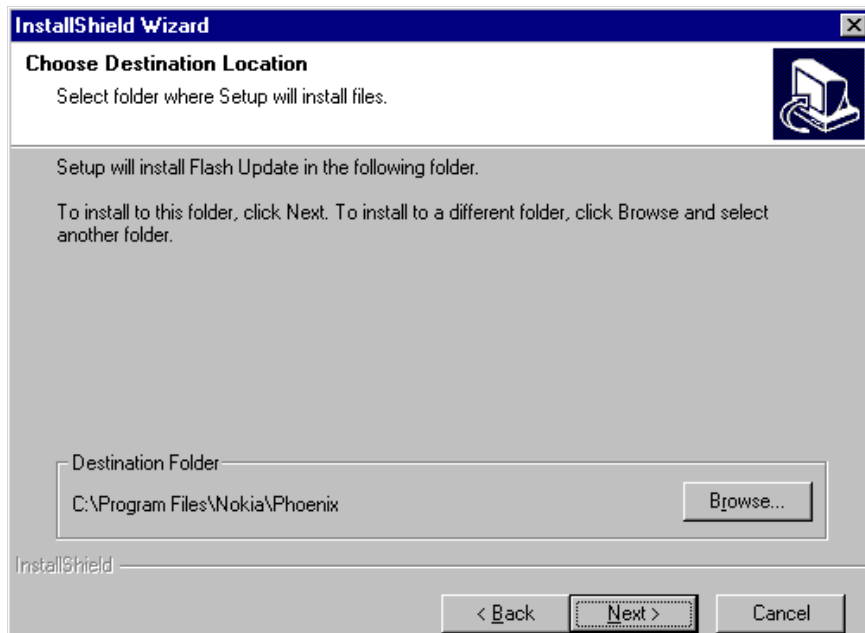 InstallShield Wizard
Choose Destination Location
Select folder where Setup will install files.
Setup will install Flash Update in the following folder.
To install to this folder, click Next. To install to a different folder, click Browse and select
another folder.
Destination Folder
C:\Program Files\Nokia\Phoenix
Browse...
InstallShield
< Back
Next >
Cancel